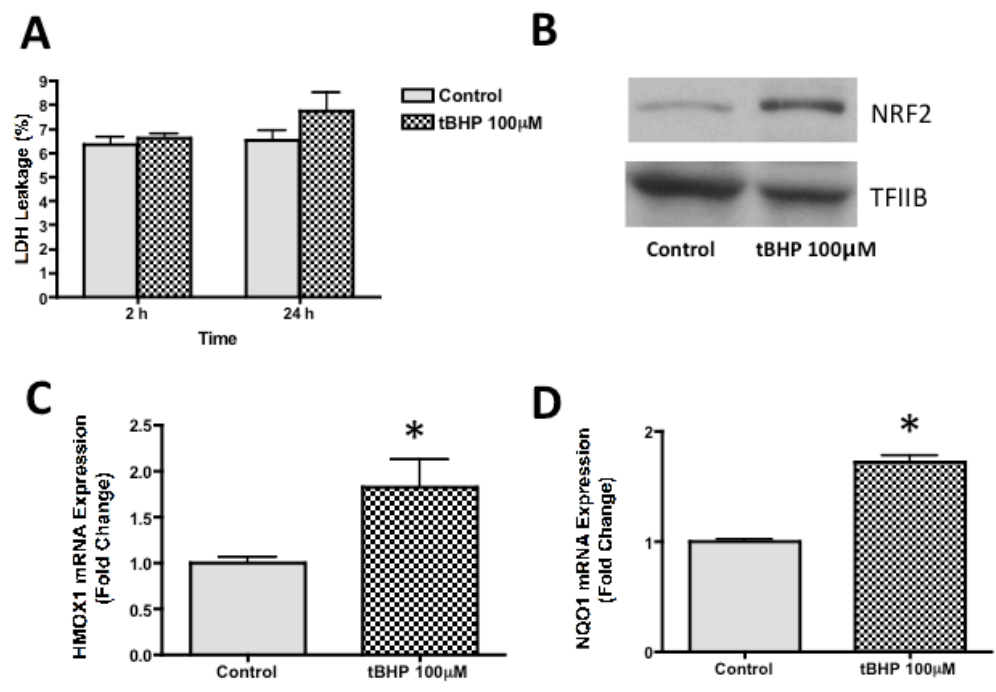 A
LDH Leakage (%)
9
8
7
6
5
4
3
2
1
0
2 h
24 h
Time
Control
tBHP 100μM
B
NRF2
TFIIB
Control
tBHP 100μM
C
HMOX1 mRNA Expression
(Fold Change)
2.5
2.0
1.5
1.0
0.5
0.0
*
Control
tBHP 100μM
D
NQO1 mRNA Expression
(Fold Change)
2
1
0
*
Control
tBHP 100μM